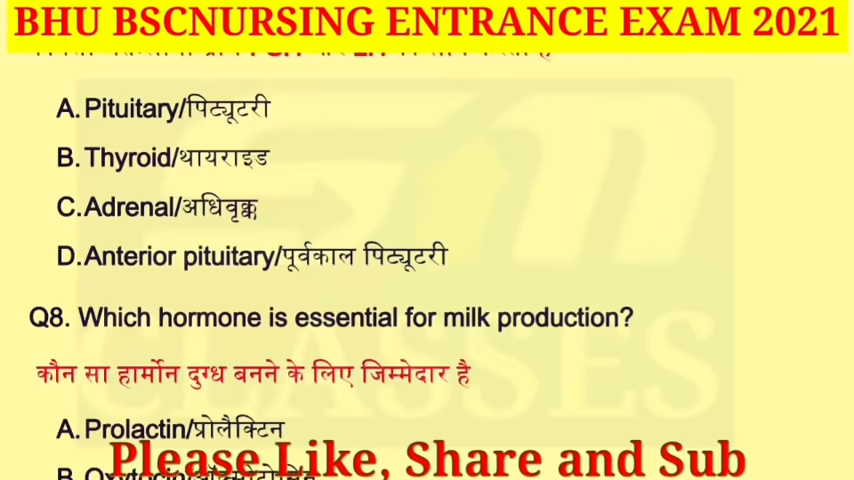 BHU BSCNURSING ENTRANCE EXAM 2021
A. Pituitary/पिट्यूटरी
B. Thyroid/थायराइड
C. Adrenal/अधिवृक्क
D. Anterior pituitary/पूर्वकाल पिट्यूटरी
Q8. Which hormone is essential for milk production?
कौन सा हार्मोन दुग्ध बनने के लिए जिम्मेदार है
A. Prolactin/प्रोलैक्टिन
Please Like, Share and Sub
CLASSES